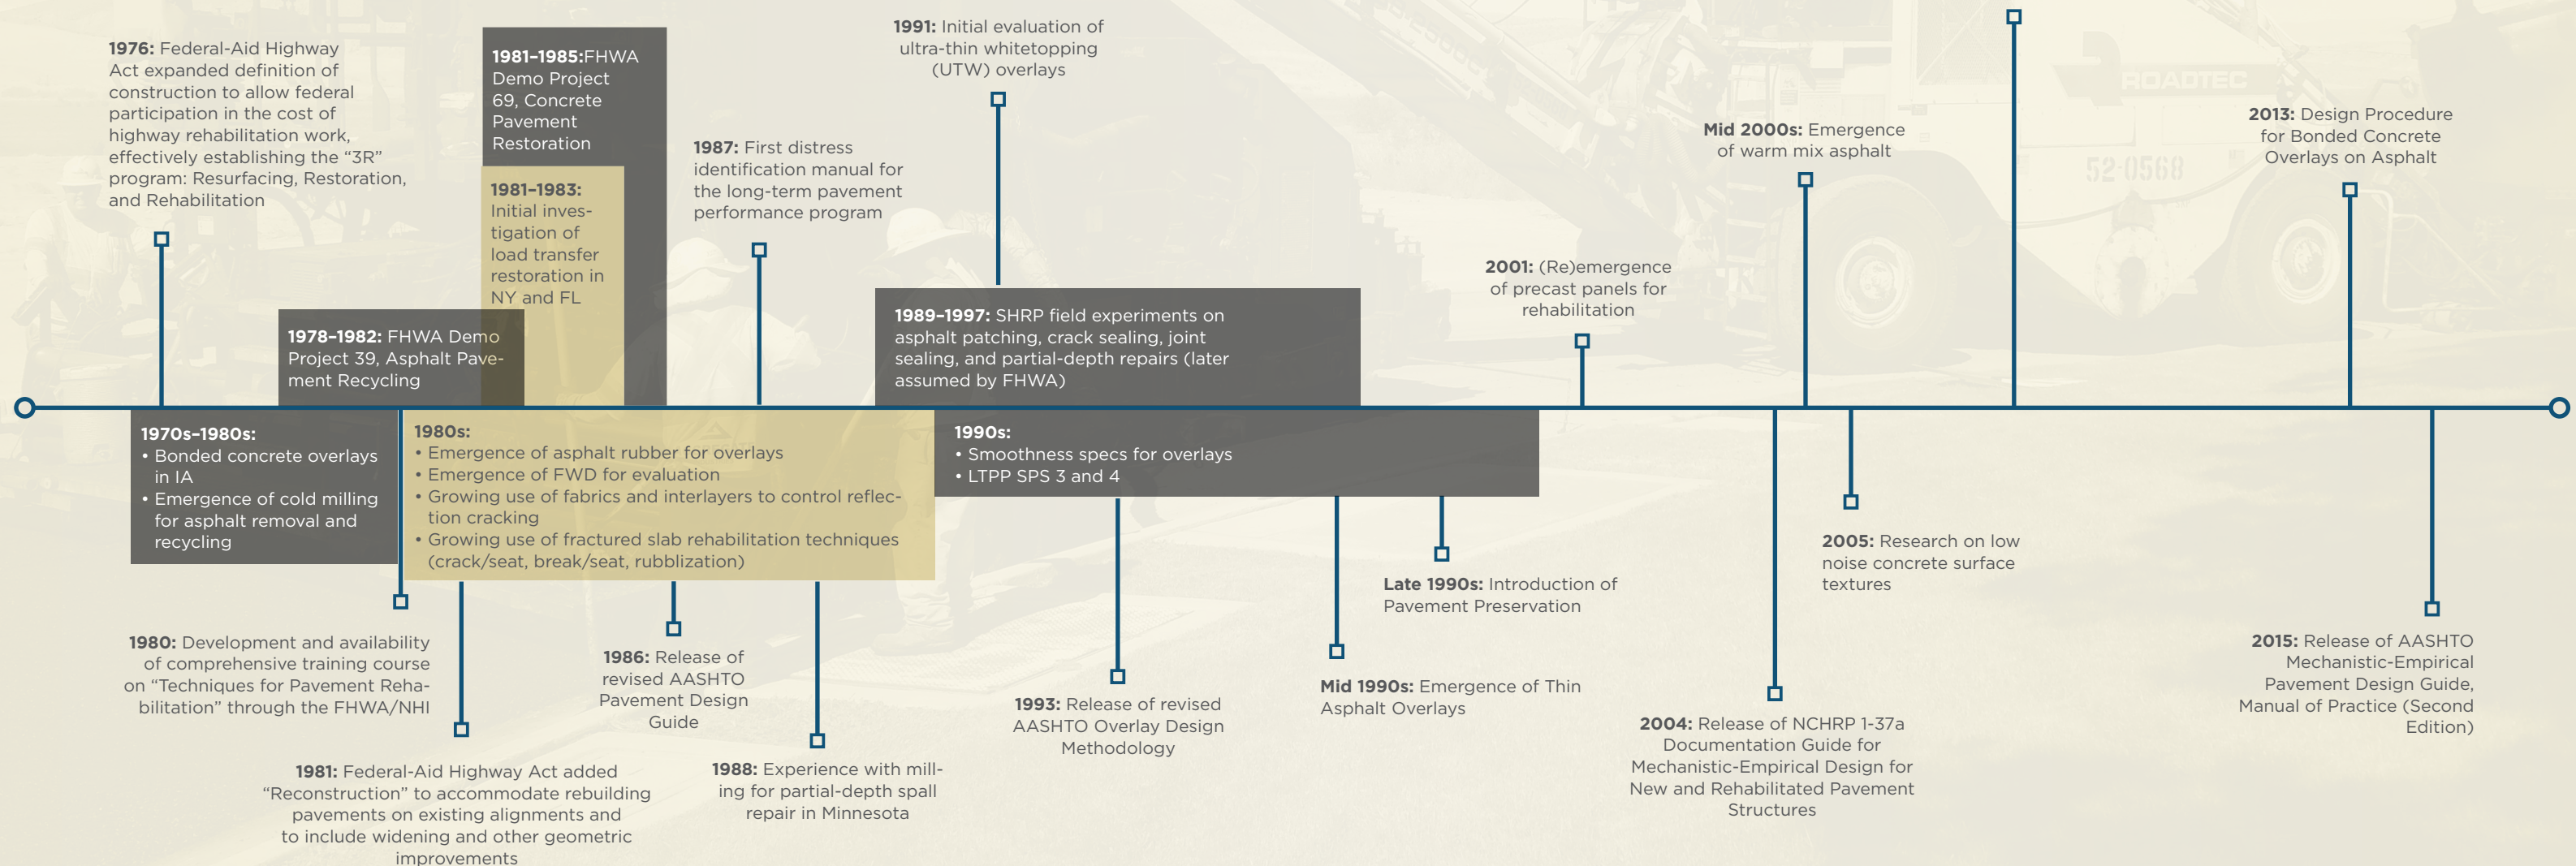 1976: Federal-Aid Highway
Act expanded definition of
construction to allow federal
participation in the cost of
highway rehabilitation work,
effectively establishing the “3R”
program: Resurfacing, Restoration,
and Rehabilitation
1981–1985:FHWA
Demo Project
69, Concrete
Pavement
Restoration
1981–1983:
Initial inves-
tigation of
load transfer
restoration in
NY and FL
1978–1982: FHWA Demo
Project 39, Asphalt Pave-
ment Recycling
1987: First distress
identification manual for
the long-term pavement
performance program
1991: Initial evaluation of
ultra-thin whitetopping
(UTW) overlays
1989–1997: SHRP field experiments on
asphalt patching, crack sealing, joint
sealing, and partial-depth repairs (later
assumed by FHWA)
2001: (Re)emergence
of precast panels for
rehabilitation
Mid 2000s: Emergence
of warm mix asphalt
ROADTEC
52-0568
2013: Design Procedure
for Bonded Concrete
Overlays on Asphalt
1970s–1980s:
• Bonded concrete overlays
in IA
• Emergence of cold milling
for asphalt removal and
recycling
1980s:
• Emergence of asphalt rubber for overlays
• Emergence of FWD for evaluation
• Growing use of fabrics and interlayers to control reflec-
tion cracking
• Growing use of fractured slab rehabilitation techniques
(crack/seat, break/seat, rubblization)
1990s:
• Smoothness specs for overlays
• LTPP SPS 3 and 4
1980: Development and availability
of comprehensive training course
on “Techniques for Pavement Reha-
bilitation” through the FHWA/NHI
1981: Federal-Aid Highway Act added
“Reconstruction” to accommodate rebuilding
pavements on existing alignments and
to include widening and other geometric
improvements
1986: Release of
revised AASHTO
Pavement Design
Guide
1988: Experience with mill-
ing for partial-depth spall
repair in Minnesota
1993: Release of revised
AASHTO Overlay Design
Methodology
Mid 1990s: Emergence of Thin
Asphalt Overlays
Late 1990s: Introduction of
Pavement Preservation
2004: Release of NCHRP 1-37a
Documentation Guide for
Mechanistic-Empirical Design for
New and Rehabilitated Pavement
Structures
2005: Research on low
noise concrete surface
textures
2015: Release of AASHTO
Mechanistic-Empirical
Pavement Design Guide,
Manual of Practice (Second
Edition)